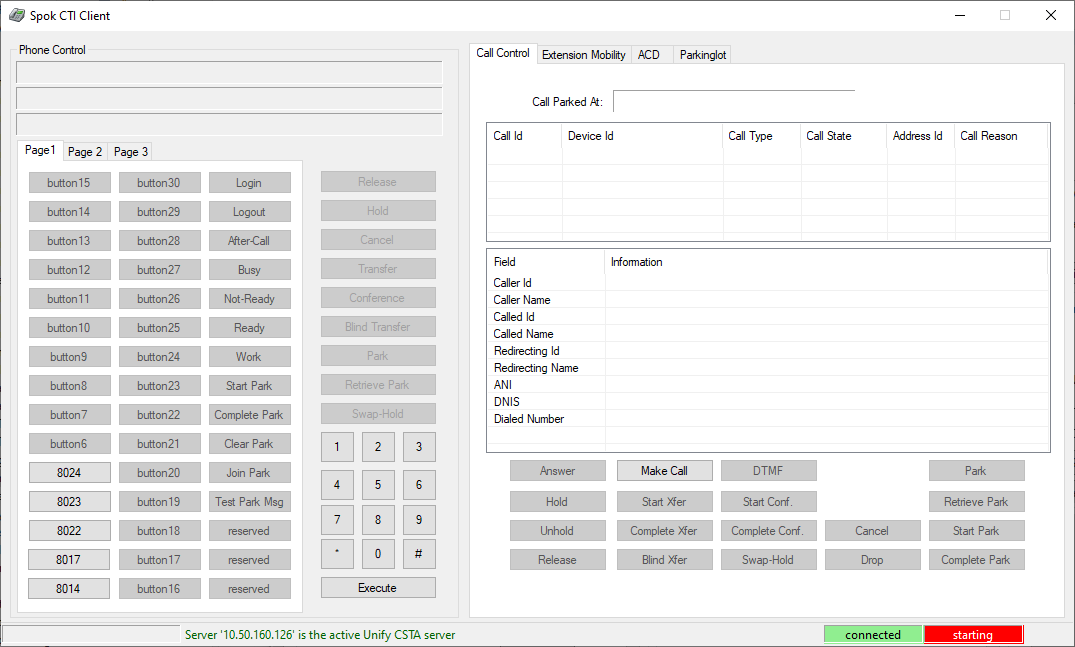 Spok CTI Client
Phone Control
Page1 Page 2 Page 3
button15 button30 Login
button14 button29 Logout
button13 button28 After-Call
button12 button27 Busy
button11 button26 Not-Ready
button10 button25 Ready
button9 button24 Work
button8 button23 Start Park
button7 button22 Complete Park
button6 button21 Clear Park
8024 button20 Join Park
8023 button19 Test Park Msg
8022 button18 reserved
8017 button17 reserved
8014 button16 reserved
Release
Hold
Cancel
Transfer
Conference
Blind Transfer
Park
Retrieve Park
Swap-Hold
1 2 3
4 5 6
7 8 9
* 0 #
Execute
Call Control Extension Mobility ACD Parkinglot
Call Parked At:
Call Id Device Id Call Type Call State Address Id Call Reason
Field Information
Caller Id
Caller Name
Called Id
Called Name
Redirecting Id
Redirecting Name
ANI
DNIS
Dialed Number
Answer Make Call DTMF Park
Hold Start Xfer Start Conf. Retrieve Park
Unhold Complete Xfer Complete Conf. Cancel Start Park
Release Blind Xfer Swap-Hold Drop Complete Park
Server '10.50.160.126' is the active Unify CSTA server
connected starting